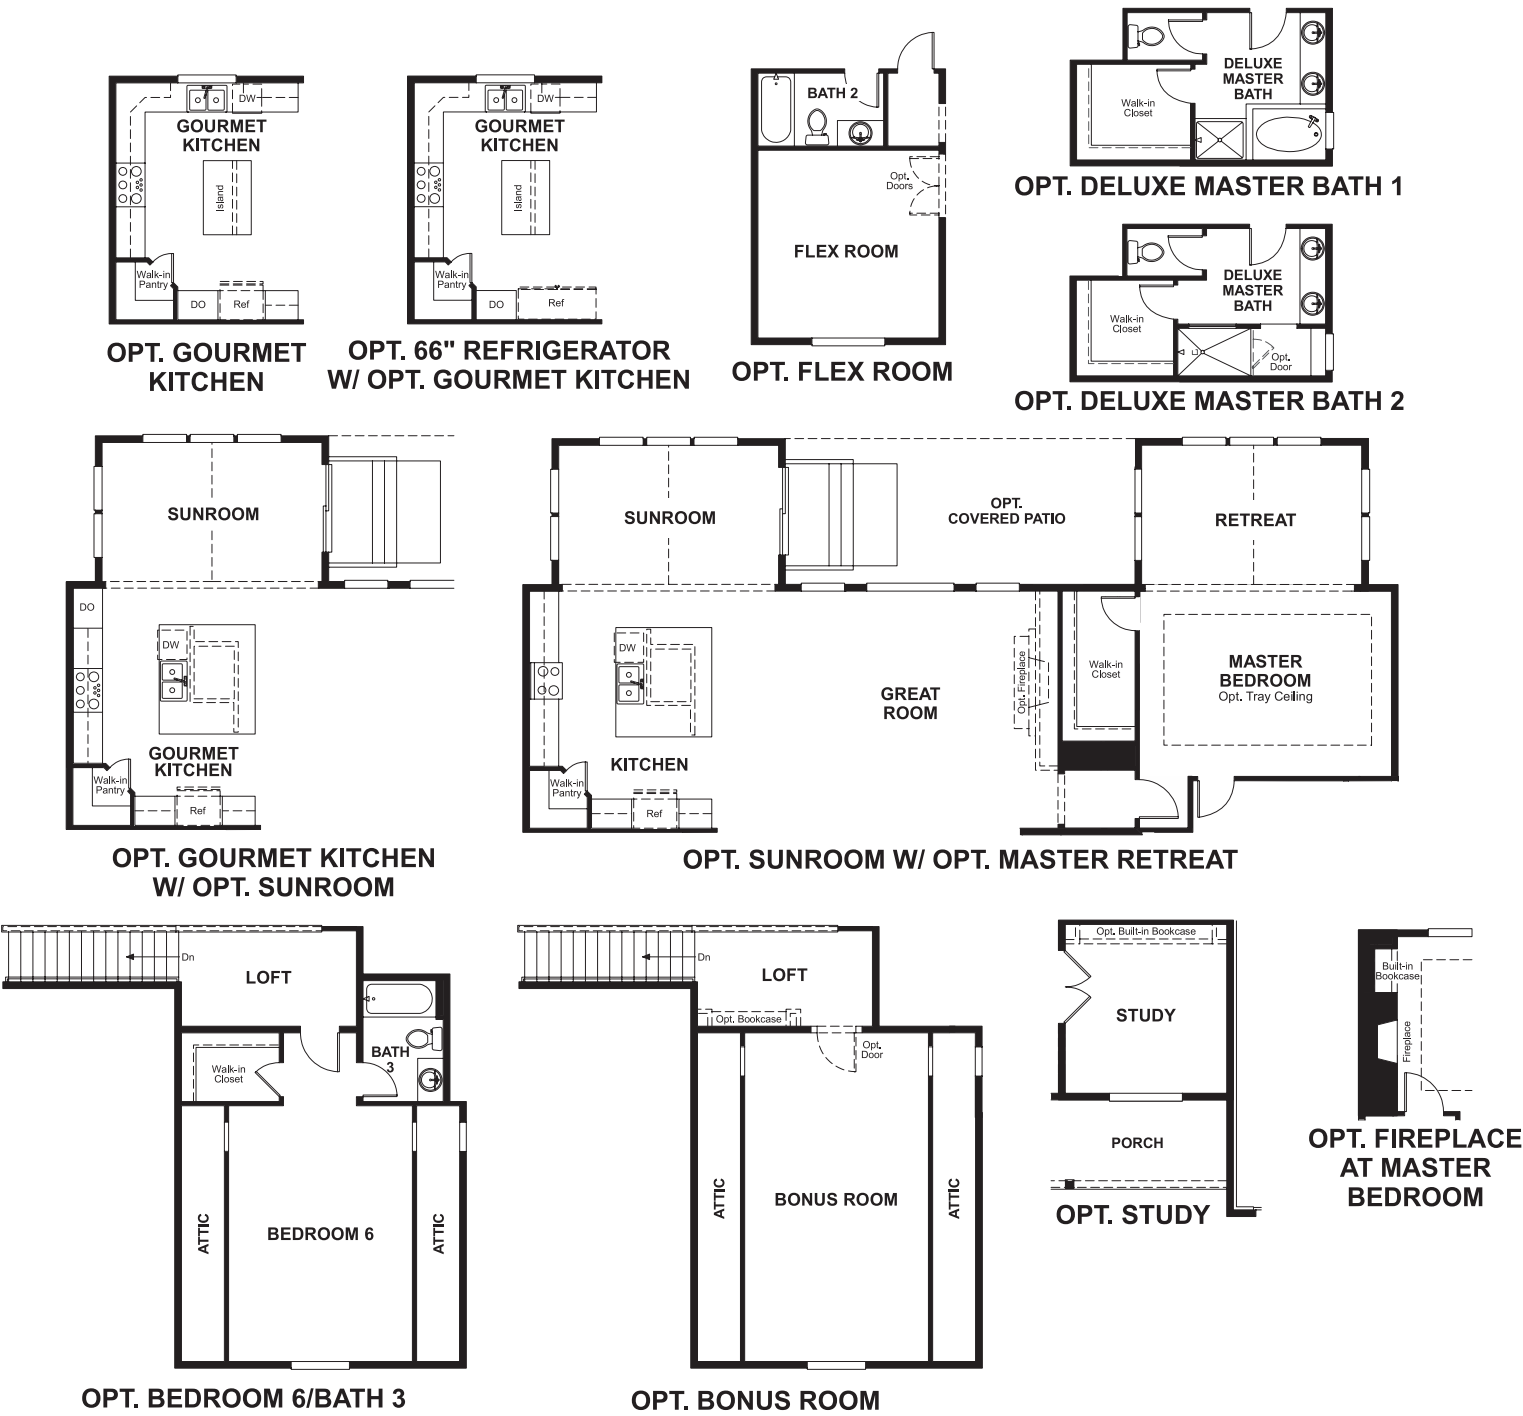 DW
GOURMET
KITCHEN
Island
Walk-in
Pantry
DO
Ref
OPT. GOURMET
KITCHEN
DW
GOURMET
KITCHEN
Island
Walk-in
Pantry
DO
Ref
OPT. 66" REFRIGERATOR
W/ OPT. GOURMET KITCHEN
BATH 2
Opt.
Doors
FLEX ROOM
OPT. FLEX ROOM
DELUXE
MASTER
BATH
Walk-in
Closet
OPT. DELUXE MASTER BATH 1
DELUXE
MASTER
BATH
Walk-in
Closet
Opt.
Door
OPT. DELUXE MASTER BATH 2
SUNROOM
DO
DW
GOURMET
KITCHEN
Walk-in
Pantry
Ref
OPT. GOURMET KITCHEN
W/ OPT. SUNROOM
SUNROOM
OPT.
COVERED PATIO
RETREAT
DW
GREAT
ROOM
Opt. Fireplace
Walk-in
Closet
MASTER
BEDROOM
Opt. Tray Ceiling
KITCHEN
Walk-in
Pantry
Ref
OPT. SUNROOM W/ OPT. MASTER RETREAT
Dn
LOFT
BATH
3
Walk-in
Closet
ATTIC
BEDROOM 6
ATTIC
OPT. BEDROOM 6/BATH 3
Dn
LOFT
Opt. Bookcase
Opt.
Door
ATTIC
BONUS ROOM
ATTIC
OPT. BONUS ROOM
Opt. Built-in Bookcase
STUDY
PORCH
OPT. STUDY
Built-in
Bookcase
Fireplace
OPT. FIREPLACE
AT MASTER
BEDROOM